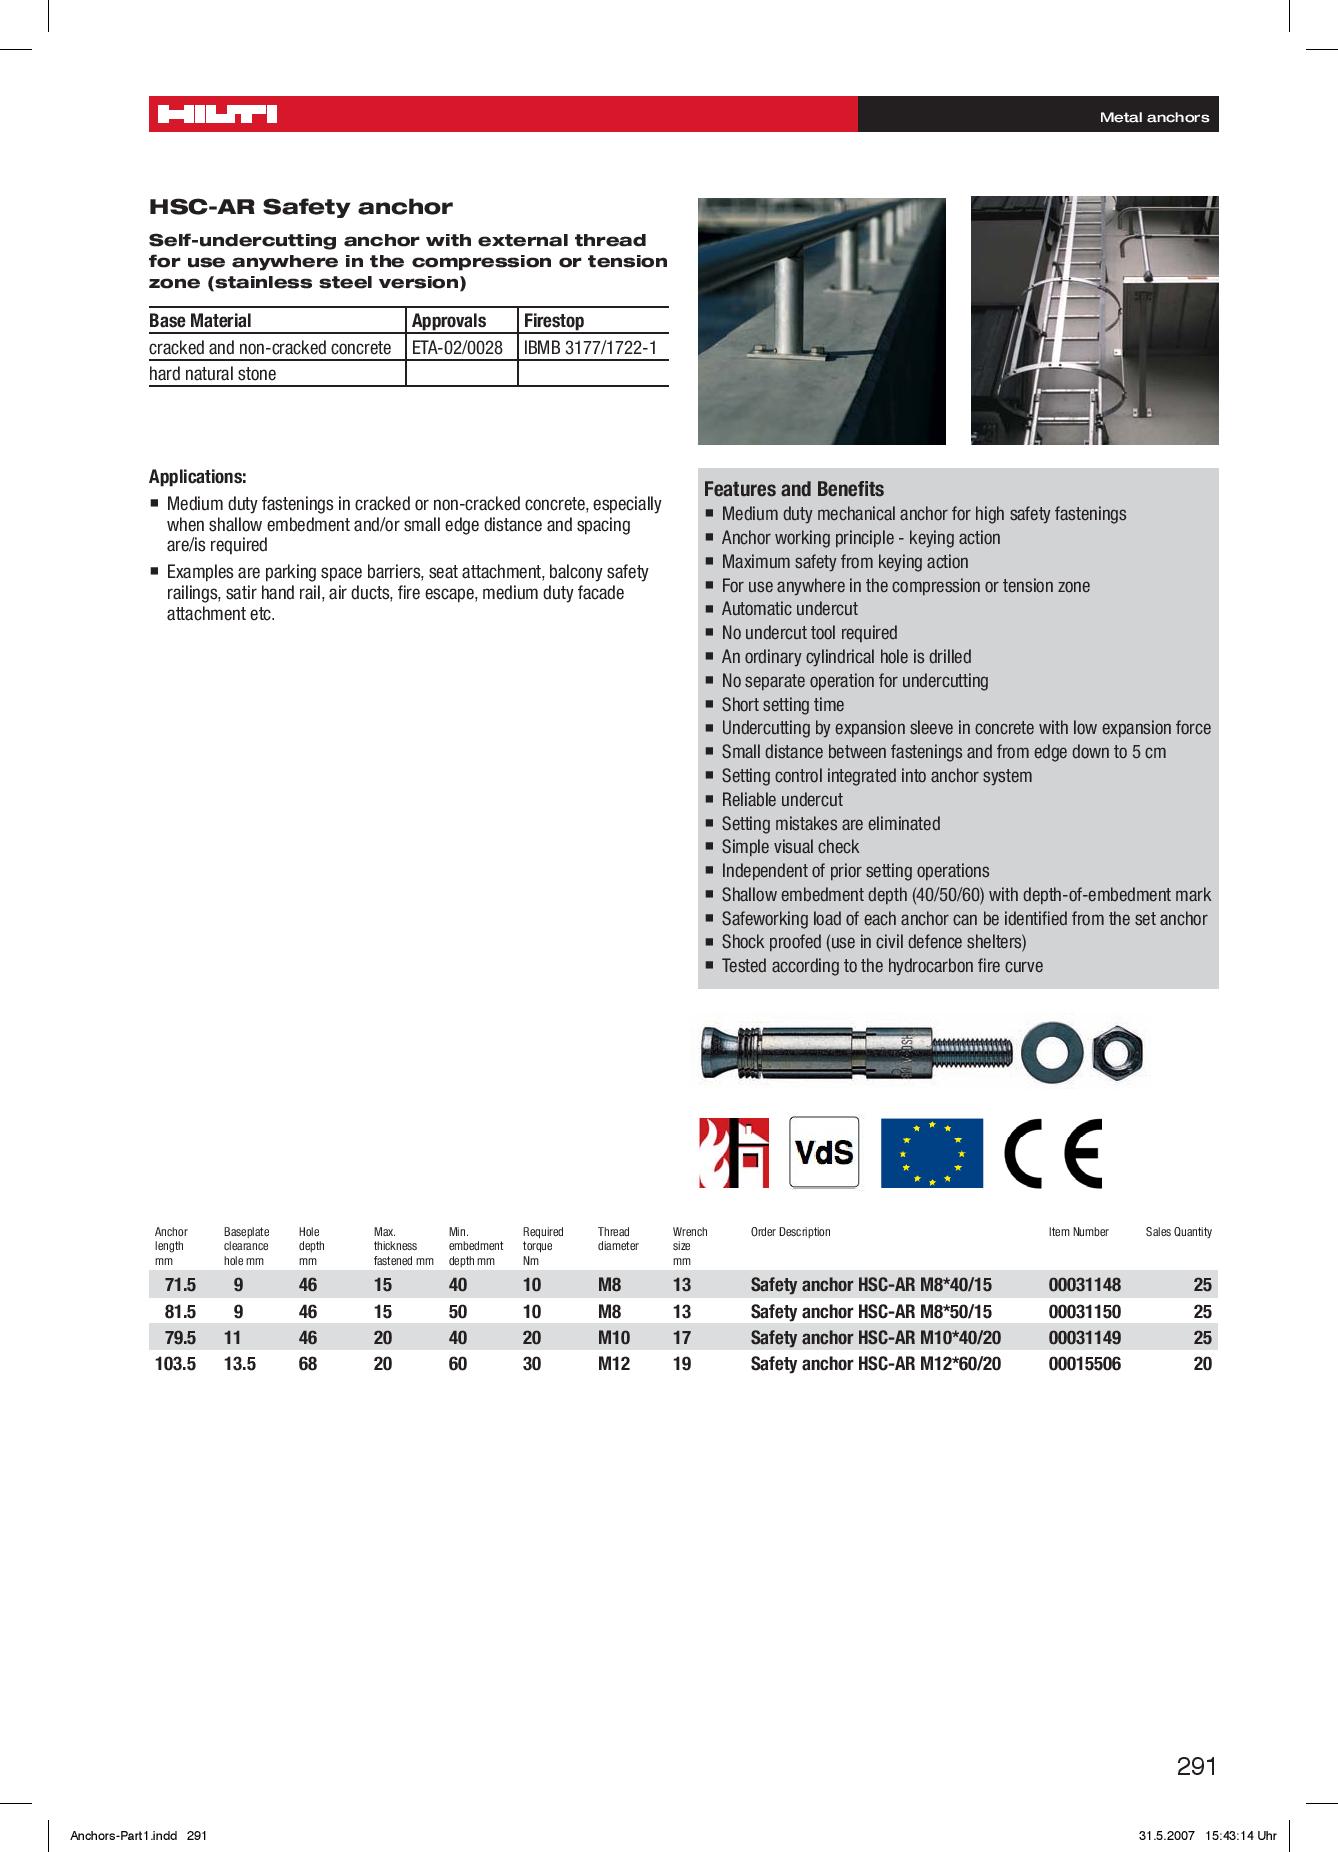 HILTI
Metal anchors
HSC-AR Safety anchor
Self-undercutting anchor with external thread
for use anywhere in the compression or tension
zone (stainless steel version)
Base Material Approvals Firestop
cracked and non-cracked concrete ETA-02/0028 IBMB 3177/1722-1
hard natural stone
Applications:
▪ Medium duty fastenings in cracked or non-cracked concrete, especially
when shallow embedment and/or small edge distance and spacing
are/is required
▪ Examples are parking space barriers, seat attachment, balcony safety
railings, satir hand rail, air ducts, fire escape, medium duty facade
attachment etc.
Features and Benefits
▪ Medium duty mechanical anchor for high safety fastenings
▪ Anchor working principle - keying action
▪ Maximum safety from keying action
▪ For use anywhere in the compression or tension zone
▪ Automatic undercut
▪ No undercut tool required
▪ An ordinary cylindrical hole is drilled
▪ No separate operation for undercutting
▪ Short setting time
▪ Undercutting by expansion sleeve in concrete with low expansion force
▪ Small distance between fastenings and from edge down to 5 cm
▪ Setting control integrated into anchor system
▪ Reliable undercut
▪ Setting mistakes are eliminated
▪ Simple visual check
▪ Independent of prior setting operations
▪ Shallow embedment depth (40/50/60) with depth-of-embedment mark
▪ Safeworking load of each anchor can be identified from the set anchor
▪ Shock proofed (use in civil defence shelters)
▪ Tested according to the hydrocarbon fire curve
VdS
CE
Anchor Baseplate Hole Max. Min. Required Thread Wrench Order Description Item Number Sales Quantity
length clearance depth thickness embedment torque diameter size
mm hole mm mm fastened mm depth mm Nm mm
71.5 9 46 15 40 10 M8 13 Safety anchor HSC-AR M8*40/15 00031148 25
81.5 9 46 15 50 10 M8 13 Safety anchor HSC-AR M8*50/15 00031150 25
79.5 11 46 20 40 20 M10 17 Safety anchor HSC-AR M10*40/20 00031149 25
103.5 13.5 68 20 60 30 M12 19 Safety anchor HSC-AR M12*60/20 00015506 20
291
Anchors-Part1.indd 291 31.5.2007 15:43:14 Uhr